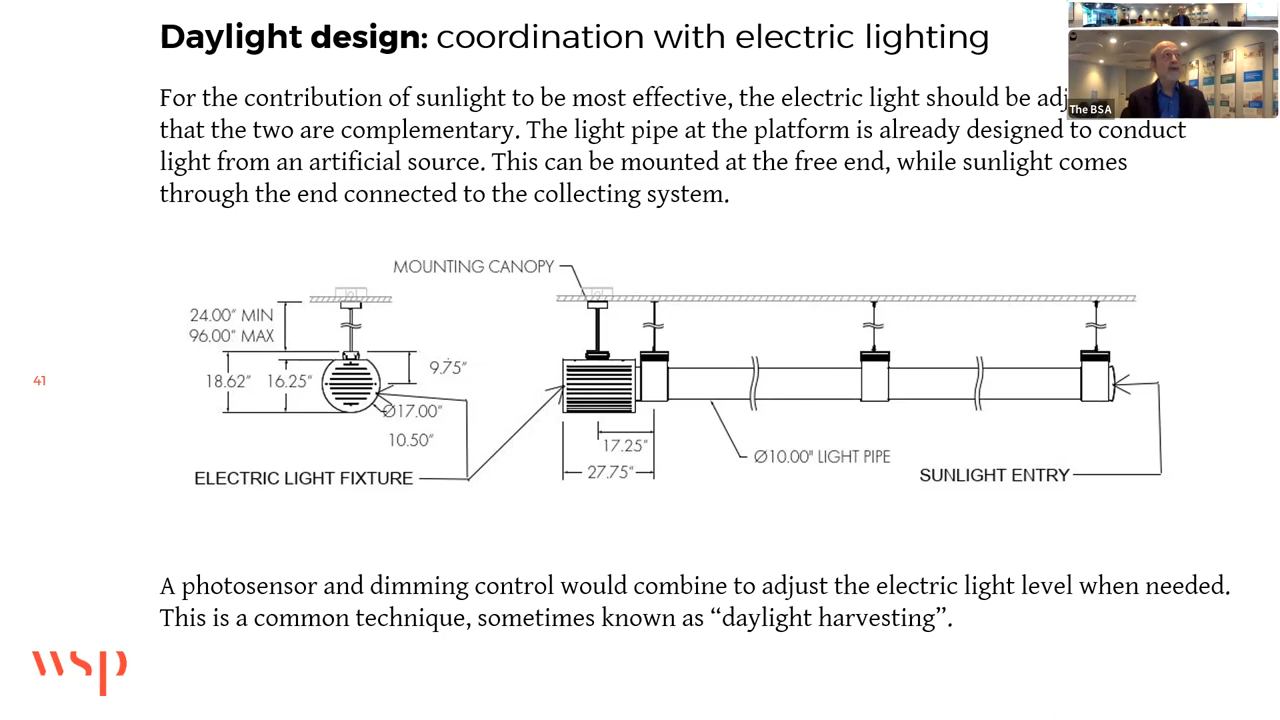 Daylight design: coordination with electric lighting
For the contribution of sunlight to be most effective, the electric light should be
that the two are complementary. The light pipe at the platform is already designed to conduct
light from an artificial source. This can be mounted at the free end, while sunlight comes
through the end connected to the collecting system.
The BSA
MOUNTING CANOPY
24.00" MIN
96.00" MAX
9.75"
18.62" 16.25"
Ø17.00"
10.50"
17.25"
27.75"
Ø10.00" LIGHT PIPE
ELECTRIC LIGHT FIXTURE
SUNLIGHT ENTRY
41
A photosensor and dimming control would combine to adjust the electric light level when needed.
This is a common technique, sometimes known as “daylight harvesting”.
wsp